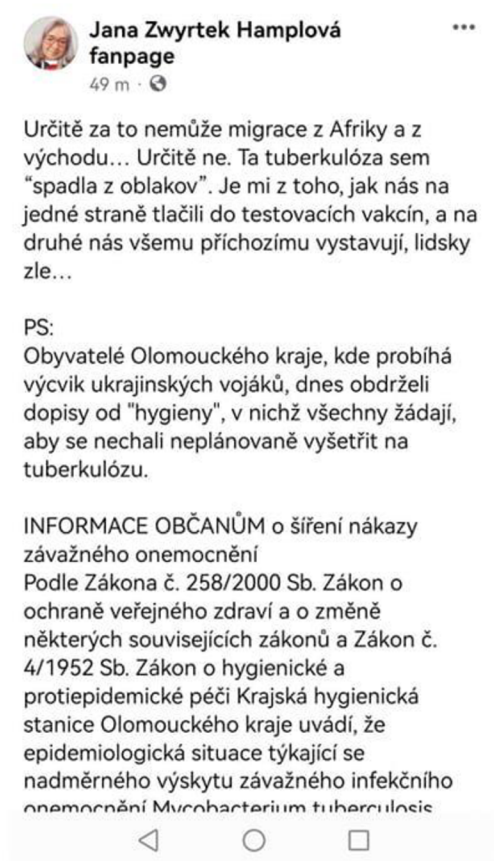 Jana Zwyrtek Hamplová
fanpage
49 m ·
Určitě za to nemůže migrace z Afriky a z
východu... Určitě ne. Ta tuberkulóza sem
“spadla z oblakov”. Je mi z toho, jak nás na
jedné straně tlačili do testovacích vakcín, a na
druhé nás všemu příchozímu vystavují, lidsky
zle...
PS:
Obyvatelé Olomouckého kraje, kde probíhá
výcvik ukrajinských vojáků, dnes obdrželi
dopisy od "hygieny", v nichž všechny žádají,
aby se nechali neplánovaně vyšetřit na
tuberkulózu.
INFORMACE OBČANŮM o šíření nákazy
závažného onemocnění
Podle Zákona č. 258/2000 Sb. Zákon o
ochraně veřejného zdraví a o změně
některých souvisejících zákonů a Zákon č.
4/1952 Sb. Zákon o hygienické a
protiepidemické péči Krajská hygienická
stanice Olomouckého kraje uvádí, že
epidemiologická situace týkající se
nadměrného výskytu závažného infekčního
onemocnění Mycobacterium tuberculosis